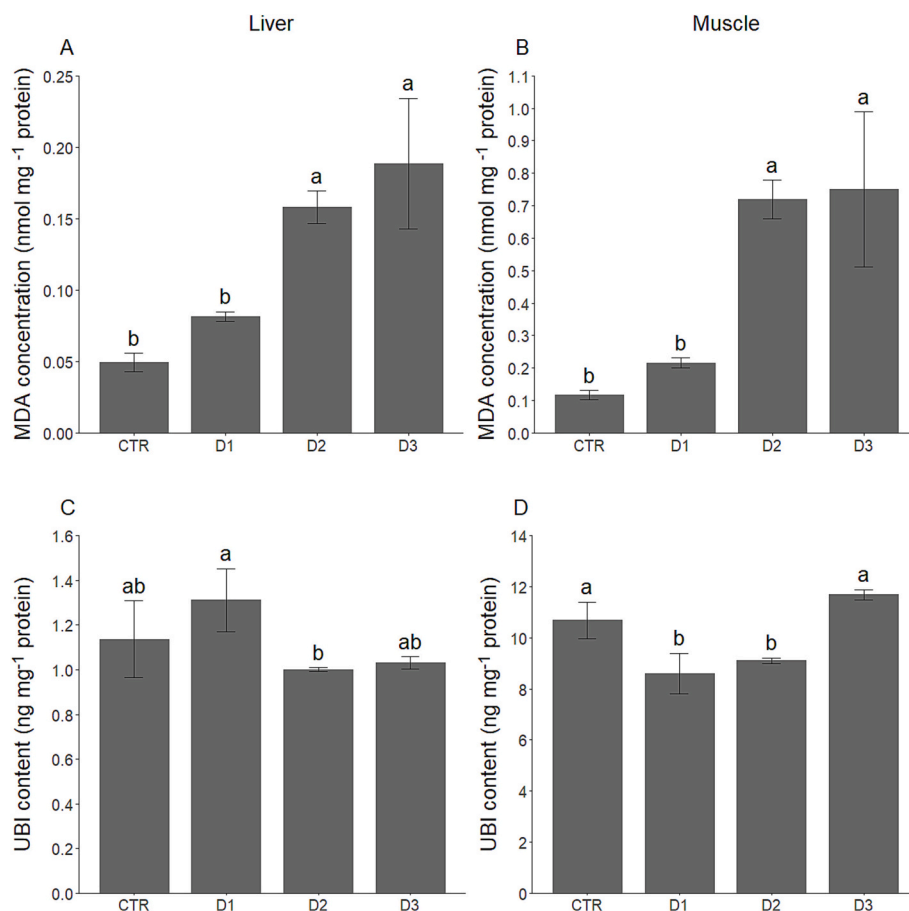 Liver
Muscle
A
B
MDA concentration (nmol mg -1 protein)
0.25
0.20
0.15
0.10
0.05
0.00
b
b
a
a
CTR
D1
D2
D3
MDA concentration (nmol mg -1 protein)
1.1
1.0
0.9
0.8
0.7
0.6
0.5
0.4
0.3
0.2
0.1
0.0
b
b
a
a
CTR
D1
D2
D3
C
D
UBI content (ng mg-1 protein)
1.6
1.4
1.2
1.0
0.8
0.6
0.4
0.2
0.0
ab
a
b
ab
CTR
D1
D2
D3
UBI content (ng mg-1 protein)
14
12
10
8
6
4
2
0
a
b
b
a
CTR
D1
D2
D3